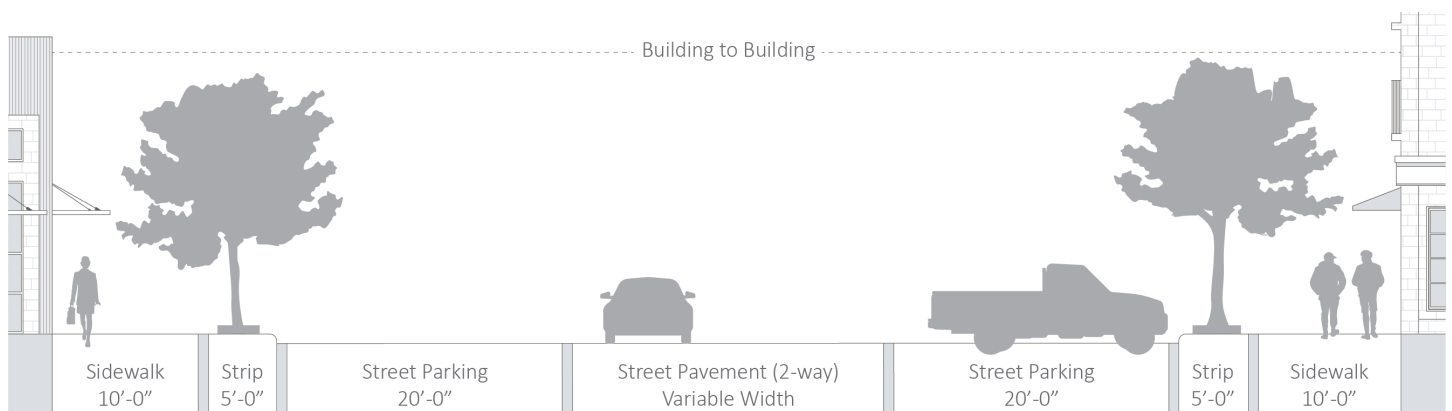 Building to Building
Sidewalk
10’-0”
Strip
5’-0”
Street Parking
20’-0”
Street Pavement (2-way)
Variable Width
Street Parking
20’-0”
Strip
5’-0”
Sidewalk
10’-0”